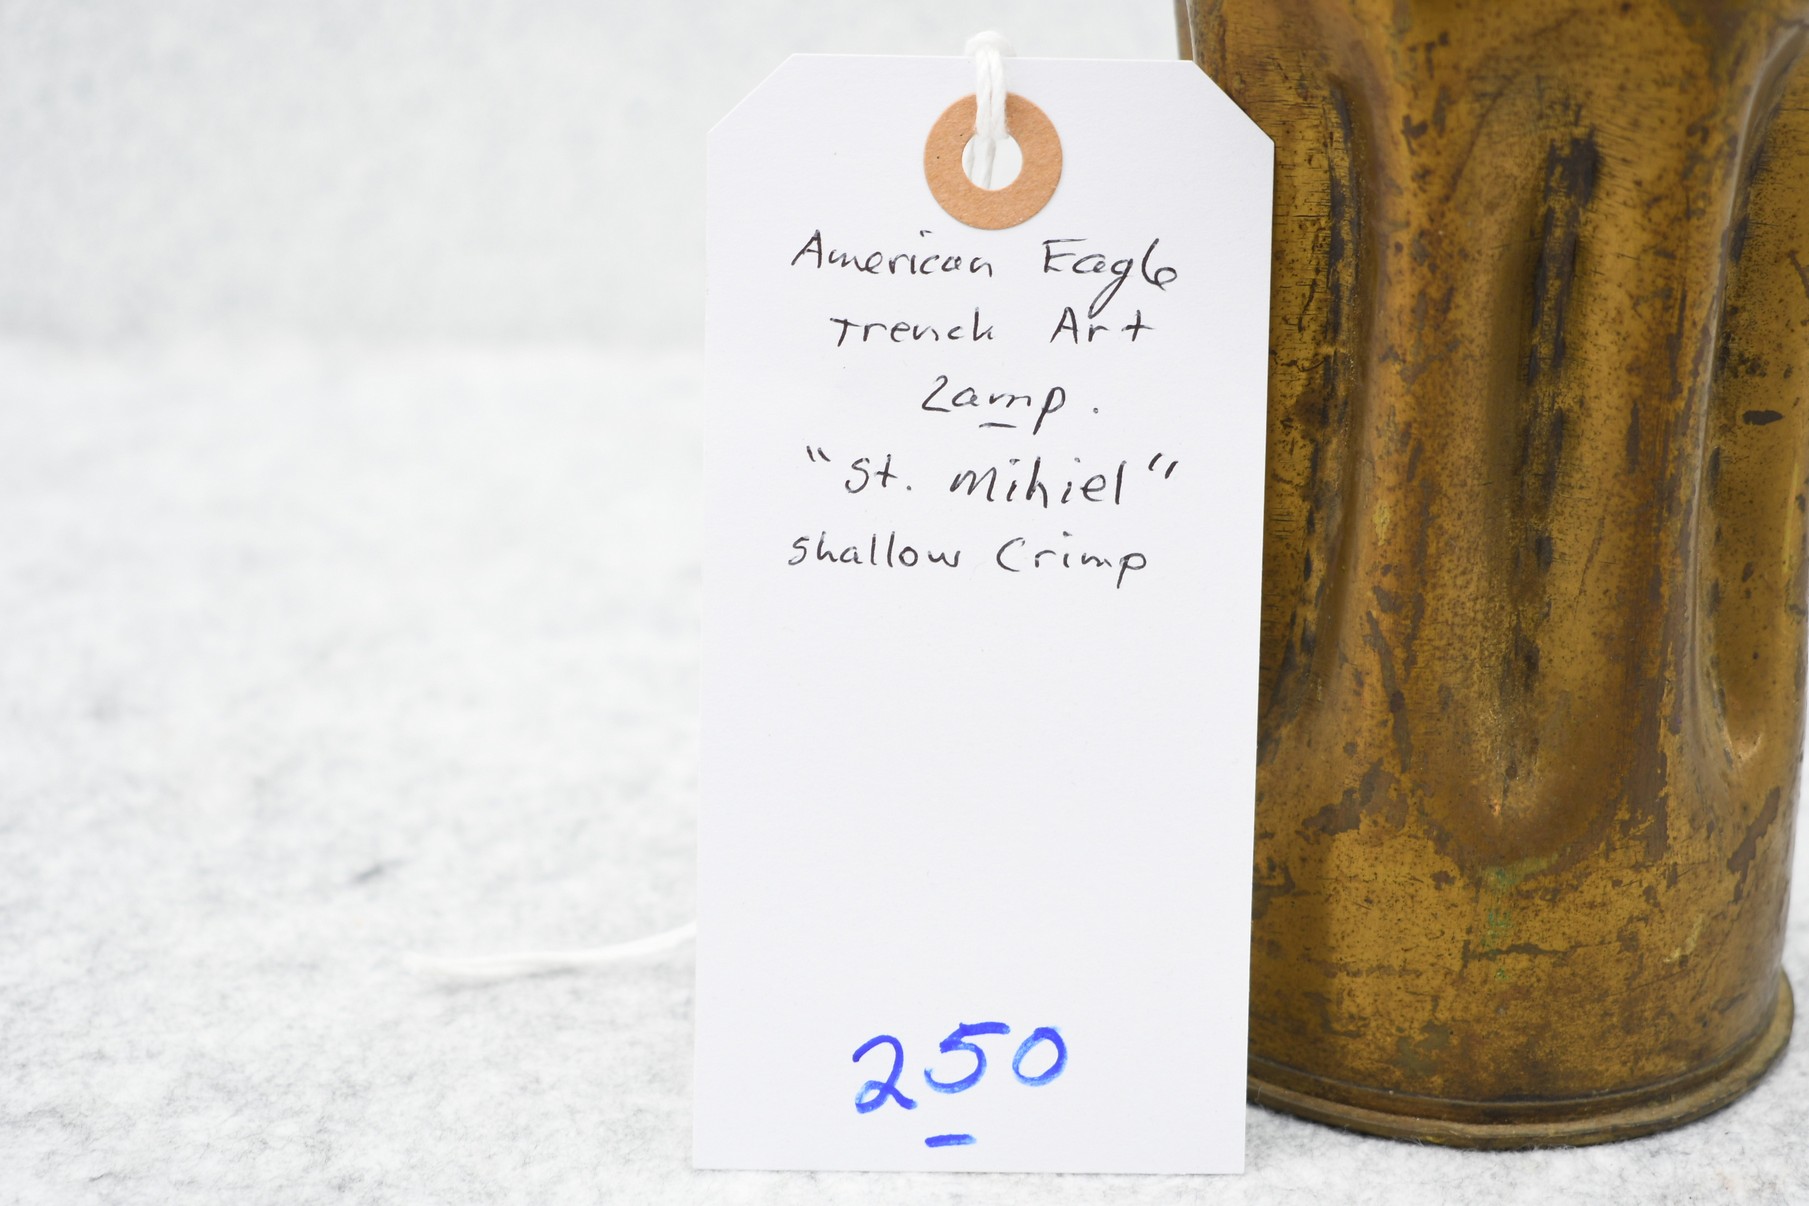 American Eagle
Trench Art
Lamp.
"St. Mihiel"
Shallow Crimp
250